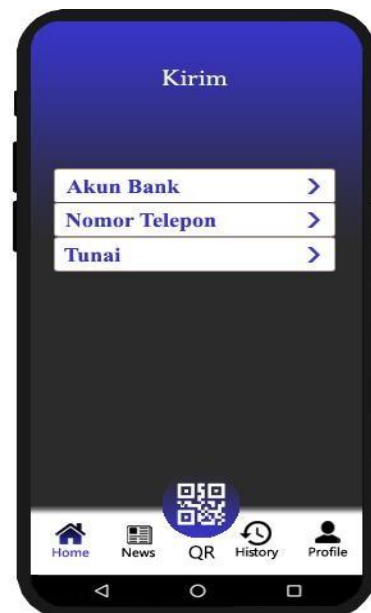 Kirim
Akun Bank
Nomor Telepon
Tunai
Home News QR History Profile